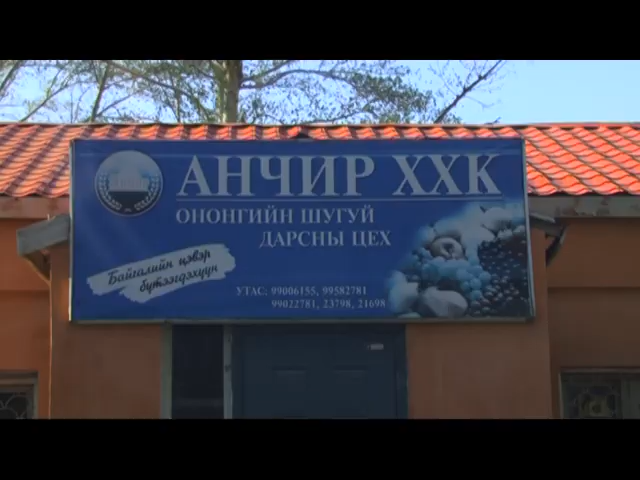 АНЧИР ХХК
ОНОНГИЙН ШУГУЙ
ДАРСНЫ ЦЕХ
Байгалийн цэвэр
бүтээгдэхүүн
УТАС: 99006155, 99582781
99022781, 23798, 21698